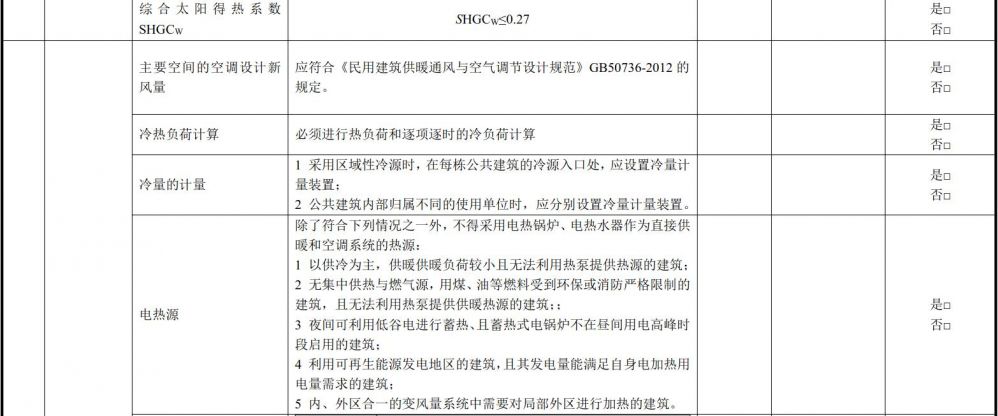 综合太阳得热系数
SHGCW
SHGCW≤0.27
是□
否□
主要空间的空调设计新
风量
应符合《民用建筑供暖通风与空气调节设计规范》GB50736-2012 的
规定。
是□
否□
冷热负荷计算
必须进行热负荷和逐项逐时的冷负荷计算
是□
否□
冷量的计量
1 采用区域性冷源时，在每栋公共建筑的冷源入口处，应设置冷量计
量装置；
2 公共建筑内部归属不同的使用单位时，应分别设置冷量计量装置。
是□
否□
电热源
除了符合下列情况之一外，不得采用电热锅炉、电热水器作为直接供
暖和空调系统的热源：
1 以供冷为主，供暖供暖负荷较小且无法利用热泵提供热源的建筑；
2 无集中供热与燃气源，用煤、油等燃料受到环保或消防严格限制的
建筑，且无法利用热泵提供供暖热源的建筑；；
3 夜间可利用低谷电进行蓄热、且蓄热式电锅炉不在昼间用电高峰时
段启用的建筑；
4 利用可再生能源发电地区的建筑，且其发电量能满足自身电加热用
电量需求的建筑；
5 内、外区合一的变风量系统中需要对局部外区进行加热的建筑。
是□
否□